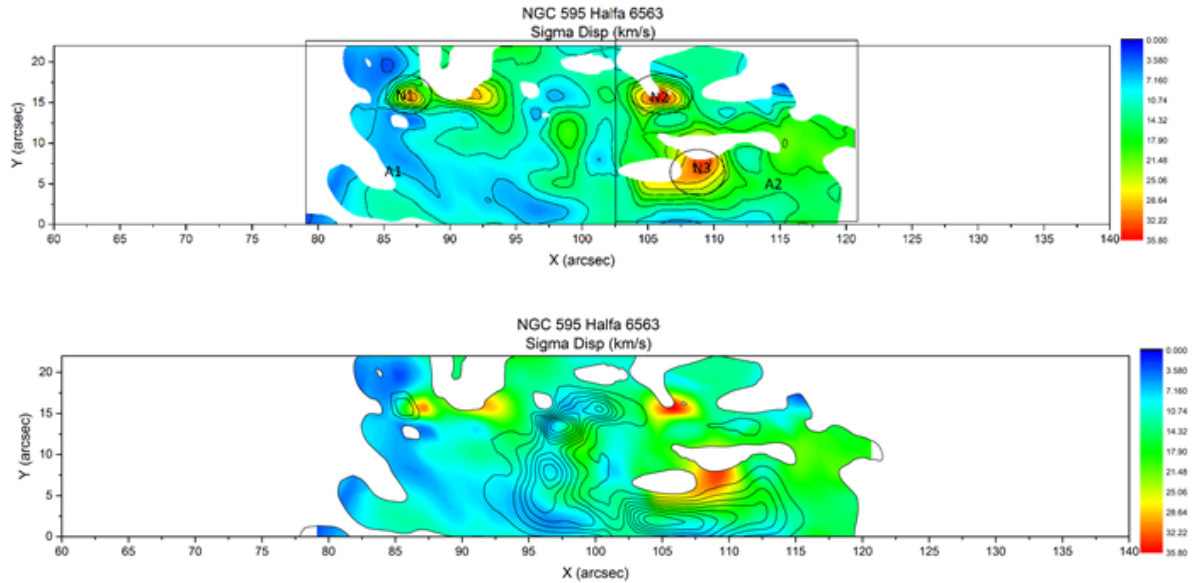 NGC 595 Halfa 6563
Sigma Disp (km/s)
0.000
3.580
7.160
10.74
14.32
17.90
21.48
25.06
28.64
32.22
35.80
20
15
10
5
0
Y (arcsec)
N1
N2
N3
A1
A2
60 65 70 75 80 85 90 95 100 105 110 115 120 125 130 135 140
X (arcsec)
NGC 595 Halfa 6563
Sigma Disp (km/s)
0.000
3.580
7.160
10.74
14.32
17.90
21.48
25.06
28.64
32.22
35.80
20
15
10
5
0
Y (arcsec)
60 65 70 75 80 85 90 95 100 105 110 115 120 125 130 135 140
X (arcsec)